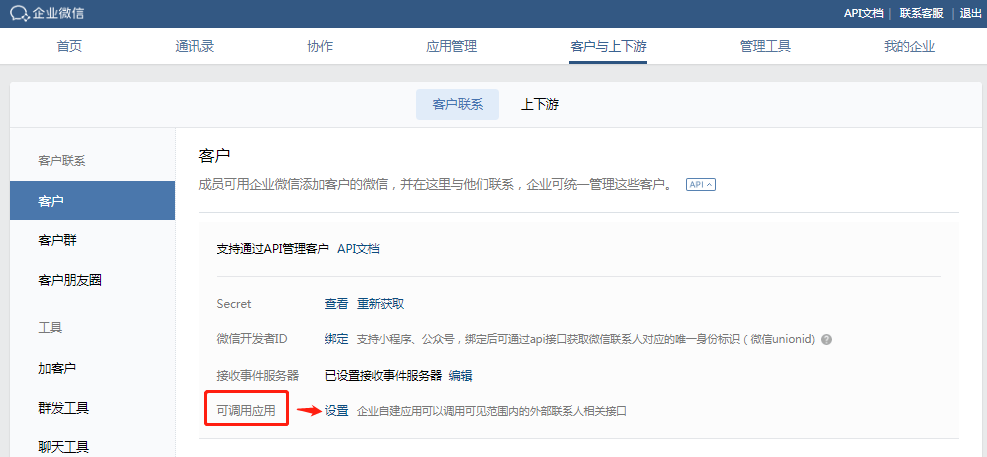 企业微信
API文档 | 联系客服 | 退出
首页 通讯录 协作 应用管理 客户与上下游 管理工具 我的企业
客户联系 上下游
客户联系
客户
客户群
客户朋友圈
工具
加客户
群发工具
聊天工具
客户
成员可用企业微信添加客户的微信，并在这里与他们联系，企业可统一管理这些客户。 API
支持通过API管理客户 API文档
Secret 查看 重新获取
微信开发者ID 绑定 支持小程序、公众号，绑定后可通过api接口获取微信联系人对应的唯一身份标识（微信unionid) ?
接收事件服务器 已设置接收事件服务器 编辑
可调用应用 设置 企业自建应用可以调用可见范围内的外部联系人相关接口